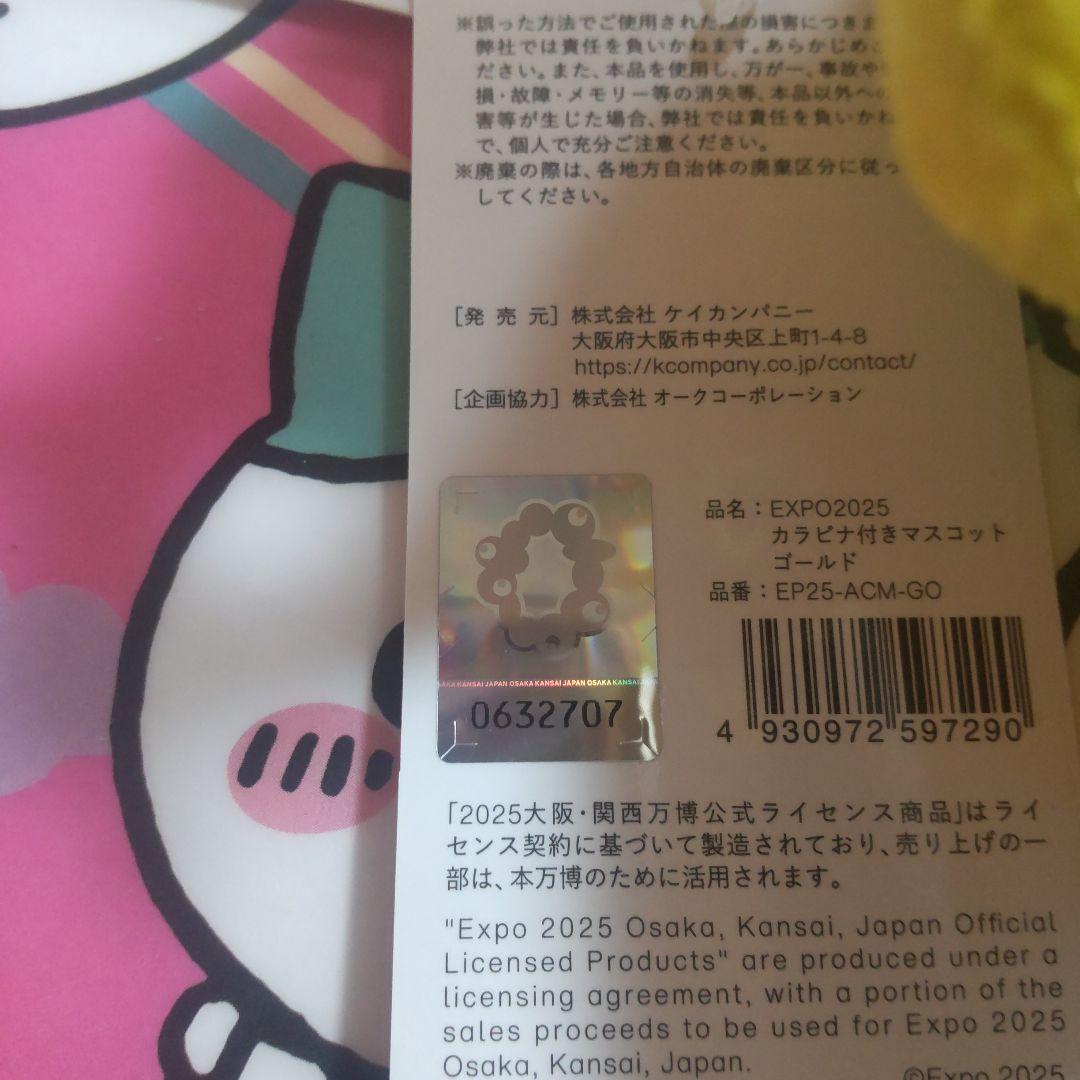 ※誤った方法でご使用された際の損害につきま
弊社では責任を負いかねます。あらかじめご
ださい。また、本品を使用し、万が一、事故や
損・故障・メモリー等の消失等、本品以外への
害等が生じた場合、弊社では責任を負いかね
で、個人で充分ご注意ください。
※廃棄の際は、各地方自治体の廃棄区分に従っ
してください。
[発 売 元] 株式会社 ケイカンパニー
大阪府大阪市中央区上町1-4-8
https://kcompany.co.jp/contact/
[企画協力] 株式会社 オークコーポレーション
OSAKA KANSAI JAPAN OSAKA KANSAI JAPAN OSAKA KANSAI
0632707
品名：EXPO2025
カラビナ付きマスコット
ゴールド
品番：EP25-ACM-GO
4 930972 597290
「2025大阪・関西万博公式ライセンス商品」はライ
センス契約に基づいて製造されており、売り上げの一
部は、本万博のために活用されます。
"Expo 2025 Osaka, Kansai, Japan Official
Licensed Products" are produced under a
licensing agreement, with a portion of the
sales proceeds to be used for Expo 2025
Osaka, Kansai, Japan.
©Expo 2025